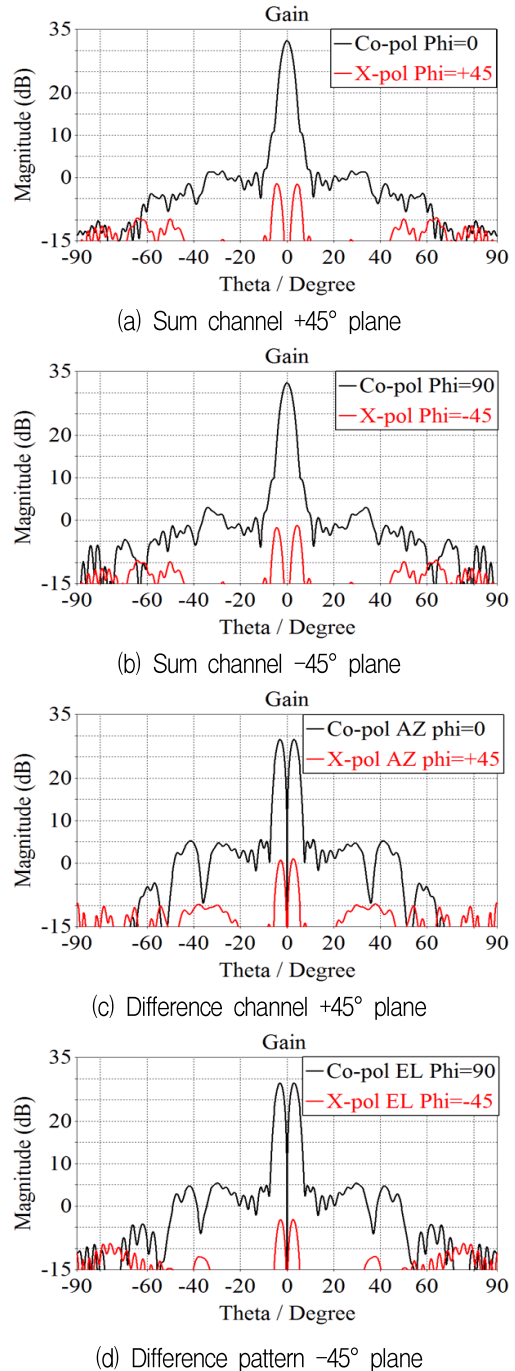 Gain
35
Co-pol Phi=0
X-pol Phi=+45
20
10
0
-15
Magnitude (dB)
-90 -60 -40 -20 0 20 40 60 90
Theta / Degree
(a) Sum channel +45° plane
Gain
35
Co-pol Phi=90
X-pol Phi=-45
20
10
0
-15
Magnitude (dB)
-90 -60 -40 -20 0 20 40 60 90
Theta / Degree
(b) Sum channel -45° plane
Gain
35
Co-pol AZ phi=0
X-pol AZ phi=+45
20
10
0
-15
Magnitude (dB)
-90 -60 -40 -20 0 20 40 60 90
Theta / Degree
(c) Difference channel +45° plane
Gain
35
Co-pol EL Phi=90
X-pol EL Phi=-45
20
10
0
-15
Magnitude (dB)
-90 -60 -40 -20 0 20 40 60 90
Theta / Degree
(d) Difference pattern -45° plane